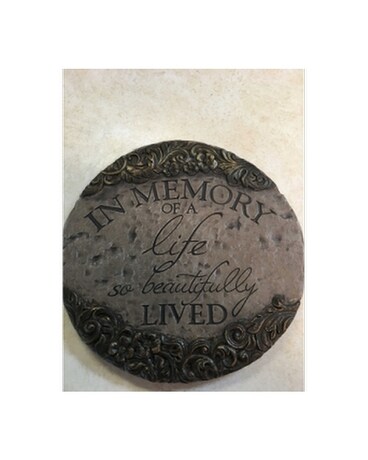 IN MEMORY
OF A
life
so beautifully
LIVED